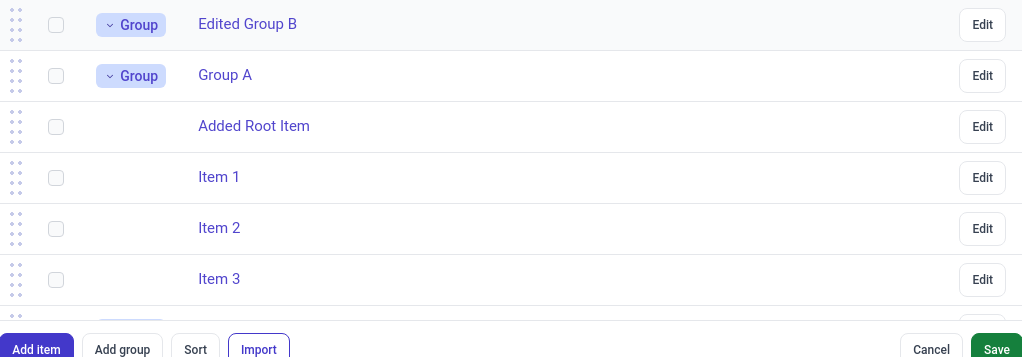 Group Edited Group B Edit
Group Group A Edit
Added Root Item Edit
Item 1 Edit
Item 2 Edit
Item 3 Edit
Add item Add group Sort Import Cancel Save